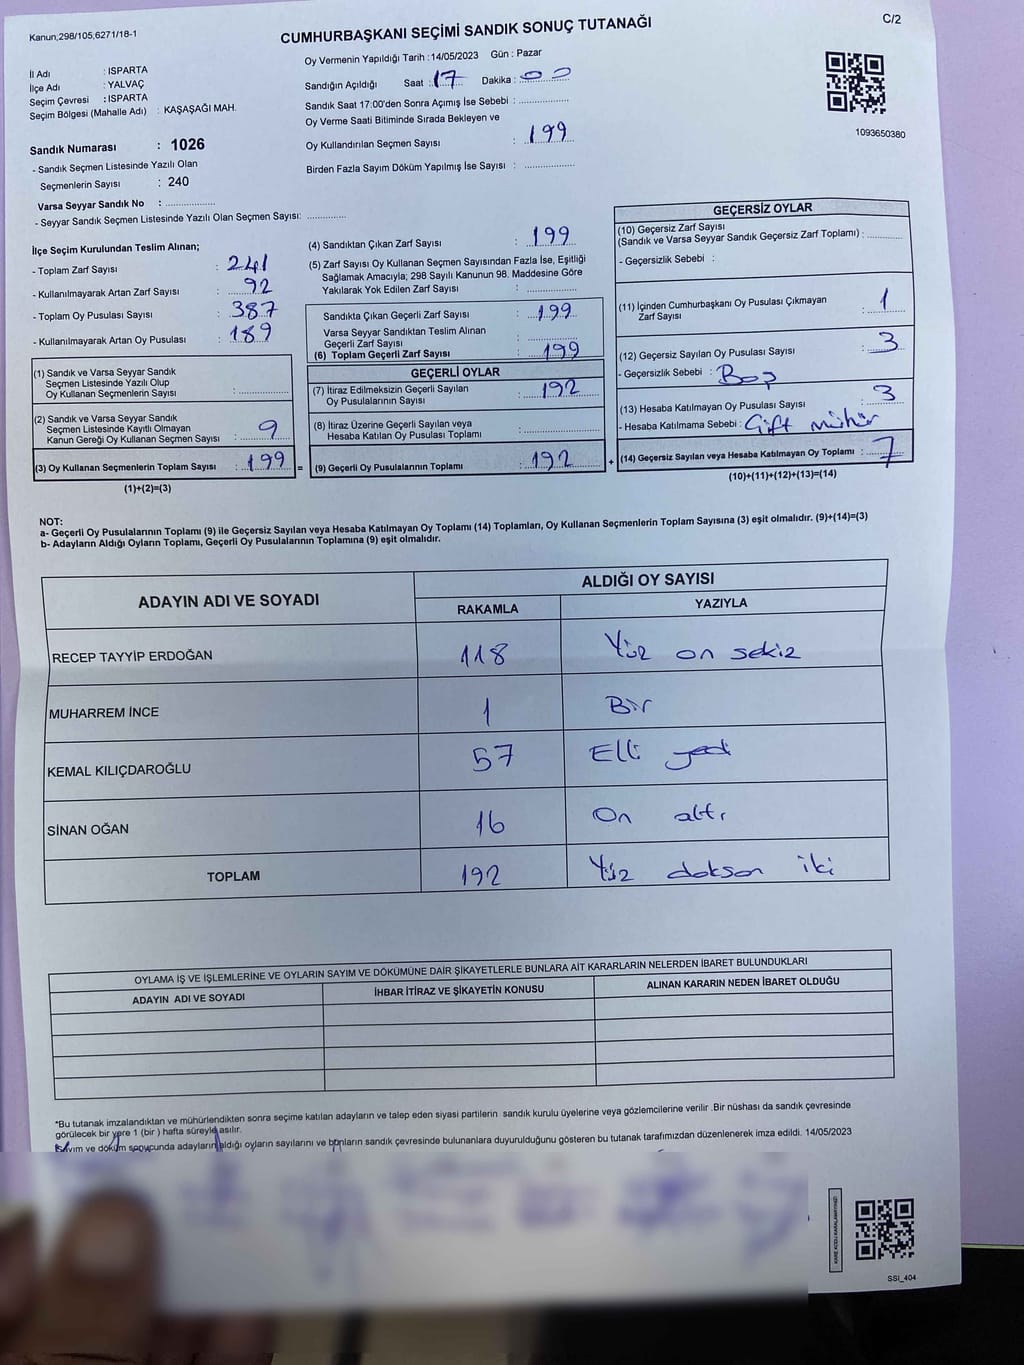 Kanun;298/105,6271/18-1
CUMHURBAŞKANI SEÇİMİ SANDIK SONUÇ TUTANAĞI
C/2
İl Adı : ISPARTA
İlçe Adı : YALVAÇ
Seçim Çevresi : ISPARTA
Seçim Bölgesi (Mahalle Adı) : KAŞAŞAĞI MAH.
Sandık Numarası : 1026
- Sandık Seçmen Listesinde Yazılı Olan
Seçmenlerin Sayısı : 240
Varsa Seyyar Sandık No : ..................
- Seyyar Sandık Seçmen Listesinde Yazılı Olan Seçmen Sayısı: ..............
Oy Vermenin Yapıldığı Tarih :14/05/2023 Gün : Pazar
Sandığın Açıldığı Saat : 17 Dakika : 00
Sandık Saat 17:00'den Sonra Açımış İse Sebebi : ..................
Oy Verme Saati Bitiminde Sırada Bekleyen ve
Oy Kullandırılan Seçmen Sayısı : 199
Birden Fazla Sayım Döküm Yapılmış İse Sayısı : ..................
1093650380
İlçe Seçim Kurulundan Teslim Alınan;
- Toplam Zarf Sayısı : 241
- Kullanılmayarak Artan Zarf Sayısı : 92
- Toplam Oy Pusulası Sayısı : 387
- Kullanılmayarak Artan Oy Pusulası : 189
(1) Sandık ve Varsa Seyyar Sandık
Seçmen Listesinde Yazılı Olup
Oy Kullanan Seçmenlerin Sayısı : ..............
(2) Sandık ve Varsa Seyyar Sandık
Seçmen Listesinde Kayıtlı Olmayan
Kanun Gereği Oy Kullanan Seçmen Sayısı : 9
(3) Oy Kullanan Seçmenlerin Toplam Sayısı : 199
(1)+(2)=(3)
(4) Sandıktan Çıkan Zarf Sayısı : 199
(5) Zarf Sayısı Oy Kullanan Seçmen Sayısından Fazla İse, Eşitliği
Sağlamak Amacıyla; 298 Sayılı Kanunun 98. Maddesine Göre
Yakılarak Yok Edilen Zarf Sayısı : ..............
Sandıkta Çıkan Geçerli Zarf Sayısı : 199
Varsa Seyyar Sandıktan Teslim Alınan
Geçerli Zarf Sayısı : ..............
(6) Toplam Geçerli Zarf Sayısı : 199
GEÇERLİ OYLAR
(7) İtiraz Edilmeksizin Geçerli Sayılan
Oy Pusulalarının Sayısı : 192
(8) İtiraz Üzerine Geçerli Sayılan veya
Hesaba Katılan Oy Pusulası Toplamı : ..............
=
(9) Geçerli Oy Pusulalarının Toplamı : 192
+
GEÇERSİZ OYLAR
(10) Geçersiz Zarf Sayısı
(Sandık ve Varsa Seyyar Sandık Geçersiz Zarf Toplamı) : ..............
- Geçersizlik Sebebi :
(11) İçinden Cumhurbaşkanı Oy Pusulası Çıkmayan
Zarf Sayısı : 1
(12) Geçersiz Sayılan Oy Pusulası Sayısı : 3
- Geçersizlik Sebebi : Boş
(13) Hesaba Katılmayan Oy Pusulası Sayısı : 3
- Hesaba Katılmama Sebebi : Çift mühür
(14) Geçersiz Sayılan veya Hesaba Katılmayan Oy Toplamı : 7
(10)+(11)+(12)+(13)=(14)
NOT:
a- Geçerli Oy Pusulalarının Toplamı (9) ile Geçersiz Sayılan veya Hesaba Katılmayan Oy Toplamı (14) Toplamları, Oy Kullanan Seçmenlerin Toplam Sayısına (3) eşit olmalıdır. (9)+(14)=(3)
b- Adayların Aldığı Oyların Toplamı, Geçerli Oy Pusulalarının Toplamına (9) eşit olmalıdır.
ADAYIN ADI VE SOYADI ALDIĞI OY SAYISI
RAKAMLA YAZIYLA
RECEP TAYYİP ERDOĞAN 118 Yüz on sekiz
MUHARREM İNCE 1 Bir
KEMAL KILIÇDAROĞLU 57 Elli yedi
SİNAN OĞAN 16 On altı
TOPLAM 192 Yüz doksan iki
OYLAMA İŞ VE İŞLEMLERİNE VE OYLARIN SAYIM VE DÖKÜMÜNE DAİR ŞİKAYETLERLE BUNLARA AİT KARARLARIN NELERDEN İBARET BULUNDUKLARI
ADAYIN ADI VE SOYADI İHBAR İTİRAZ VE ŞİKAYETİN KONUSU ALINAN KARARIN NEDEN İBARET OLDUĞU
*Bu tutanak imzalandıktan ve mühürlendikten sonra seçime katılan adayların ve talep eden siyasi partilerin sandık kurulu üyelerine veya gözlemcilerine verilir .Bir nüshası da sandık çevresinde
görülecek bir yere 1 (bir ) hafta süreyle asılır.
Sayım ve döküm sonucunda adayların aldığı oyların sayılarını ve bunların sandık çevresinde bulunanlara duyurulduğunu gösteren bu tutanak tarafımızdan düzenlenerek imza edildi. 14/05/2023
KARE KODU KARALAMAYINIZ!
SSI_404